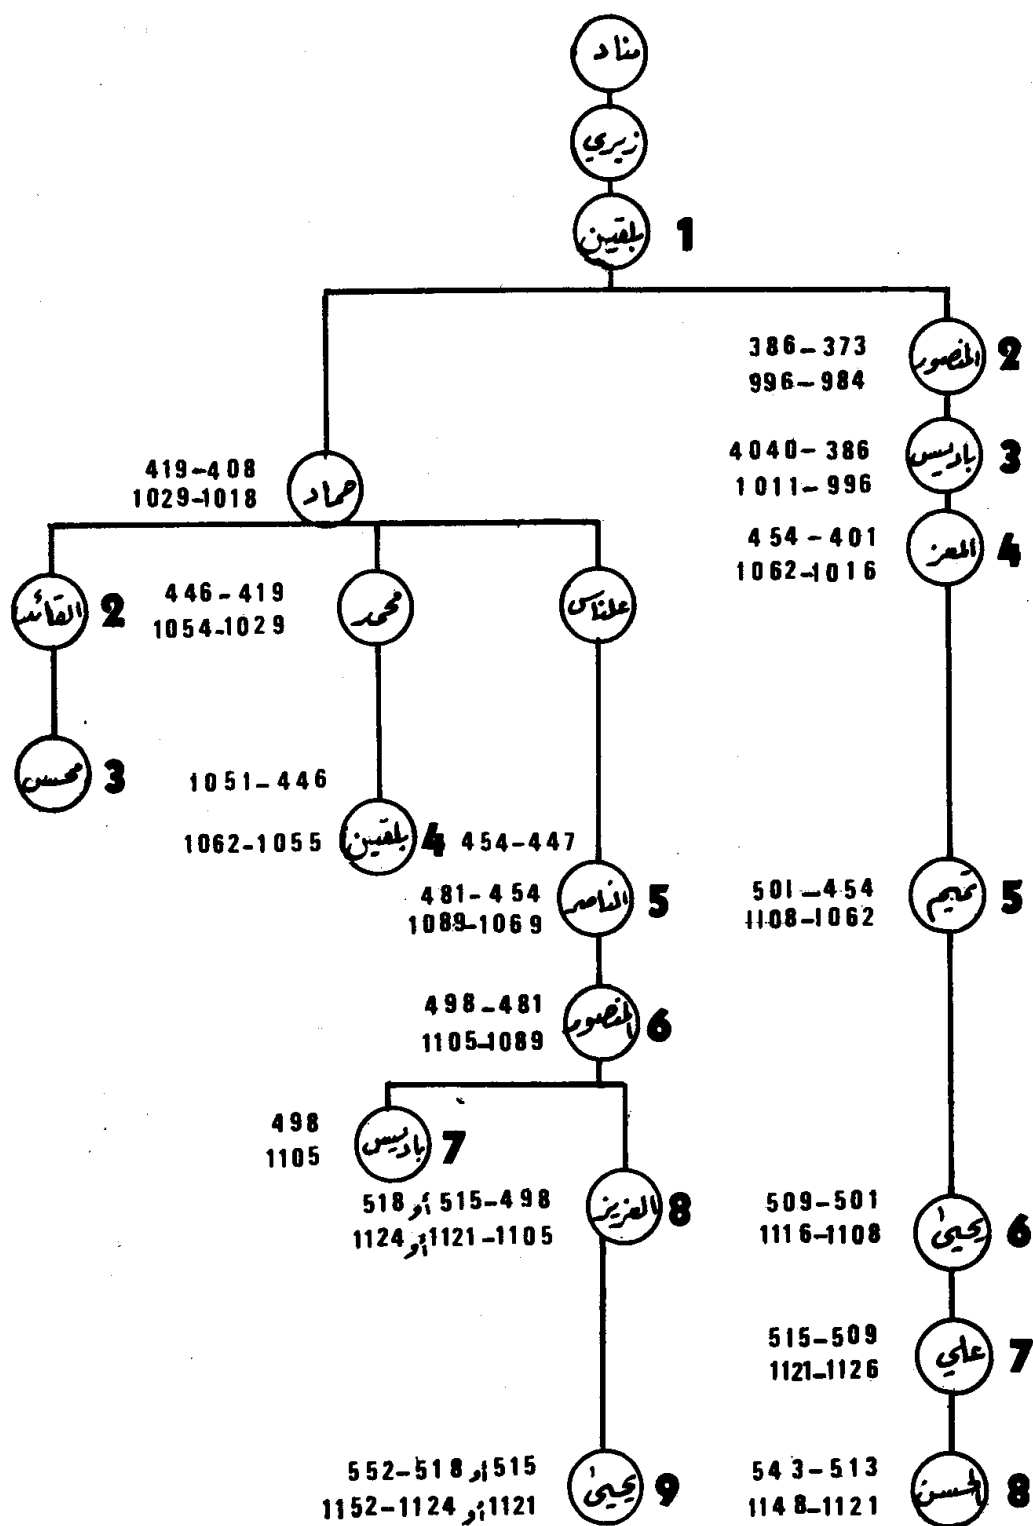 مناد
زيري
بلقين 1
المنصور 2
386–373
996–984
باديس 3
4040–386
1011–996
المعز 4
454–401
1062–1016
حماد
419–408
1029–1018
القائد 2
محمد
446–419
1054–1029
علناس
محسن 3
1051–446
بلقين 4
1062–1055
454–447
الناصر 5
481–454
1089–1069
تميم 5
501–454
1108–1062
المنصور 6
498–481
1105–1089
باديس 7
498
1105
العزيز 8
518 أو 515–498
1124 أو 1121–1105
يحيىٰ 6
509–501
1116–1108
علي 7
515–509
1121–1126
يحيىٰ 9
552–518 أو 515
1152–1124 أو 1121
الحسن 8
543–513
1148–1121